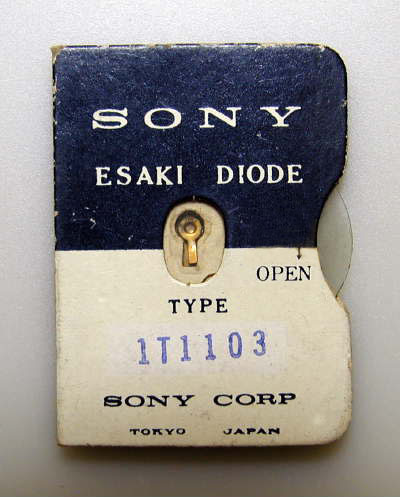 SONY
ESAKI DIODE
OPEN
TYPE
1T1103
SONY CORP
TOKYO JAPAN